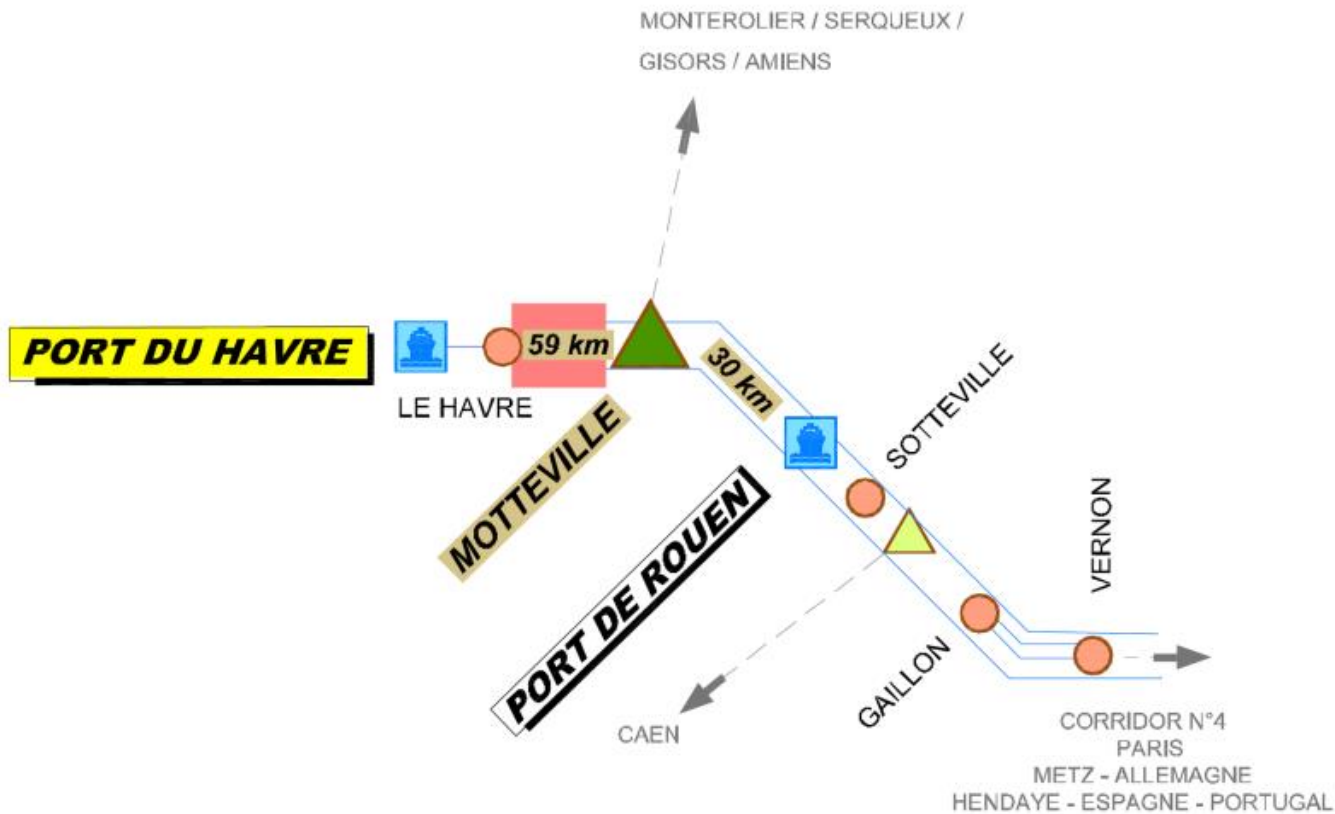 MONTEROLIER / SERQUEUX /
GISORS / AMIENS
PORT DU HAVRE
59 km
30 km
LE HAVRE
SOTTEVILLE
MOTTEVILLE
PORT DE ROUEN
VERNON
GAILLON
CAEN
CORRIDOR N°4
PARIS
METZ - ALLEMAGNE
HENDAYE - ESPAGNE - PORTUGAL